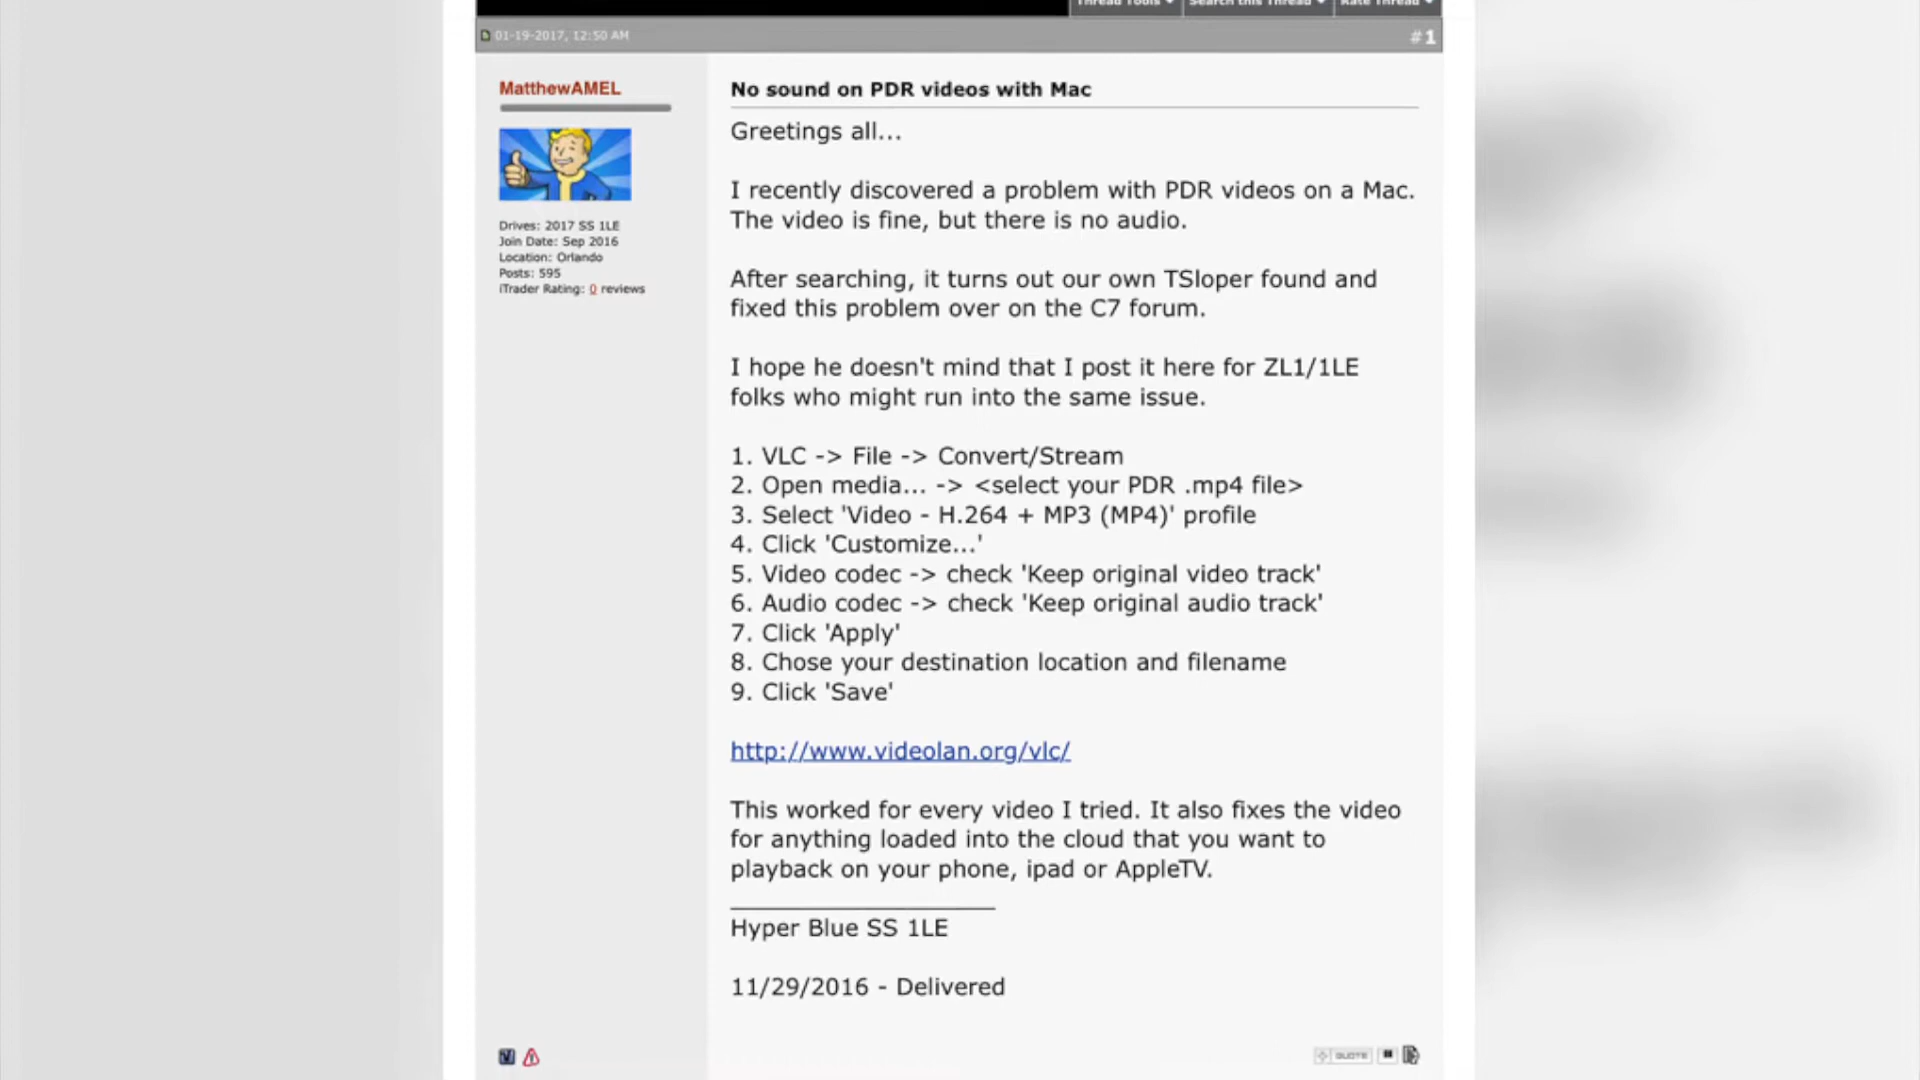 Thread Tools Search this Thread Rate Thread
01-19-2017, 12:50 AM #1
MatthewAMEL
Drives: 2017 SS 1LE
Join Date: Sep 2016
Location: Orlando
Posts: 595
iTrader Rating: 0 reviews
No sound on PDR videos with Mac
Greetings all...
I recently discovered a problem with PDR videos on a Mac.
The video is fine, but there is no audio.
After searching, it turns out our own TSloper found and
fixed this problem over on the C7 forum.
I hope he doesn't mind that I post it here for ZL1/1LE
folks who might run into the same issue.
1. VLC -> File -> Convert/Stream
2. Open media... -> <select your PDR .mp4 file>
3. Select 'Video - H.264 + MP3 (MP4)' profile
4. Click 'Customize...'
5. Video codec -> check 'Keep original video track'
6. Audio codec -> check 'Keep original audio track'
7. Click 'Apply'
8. Chose your destination location and filename
9. Click 'Save'
http://www.videolan.org/vlc/
This worked for every video I tried. It also fixes the video
for anything loaded into the cloud that you want to
playback on your phone, ipad or AppleTV.
Hyper Blue SS 1LE
11/29/2016 - Delivered
QUOTE